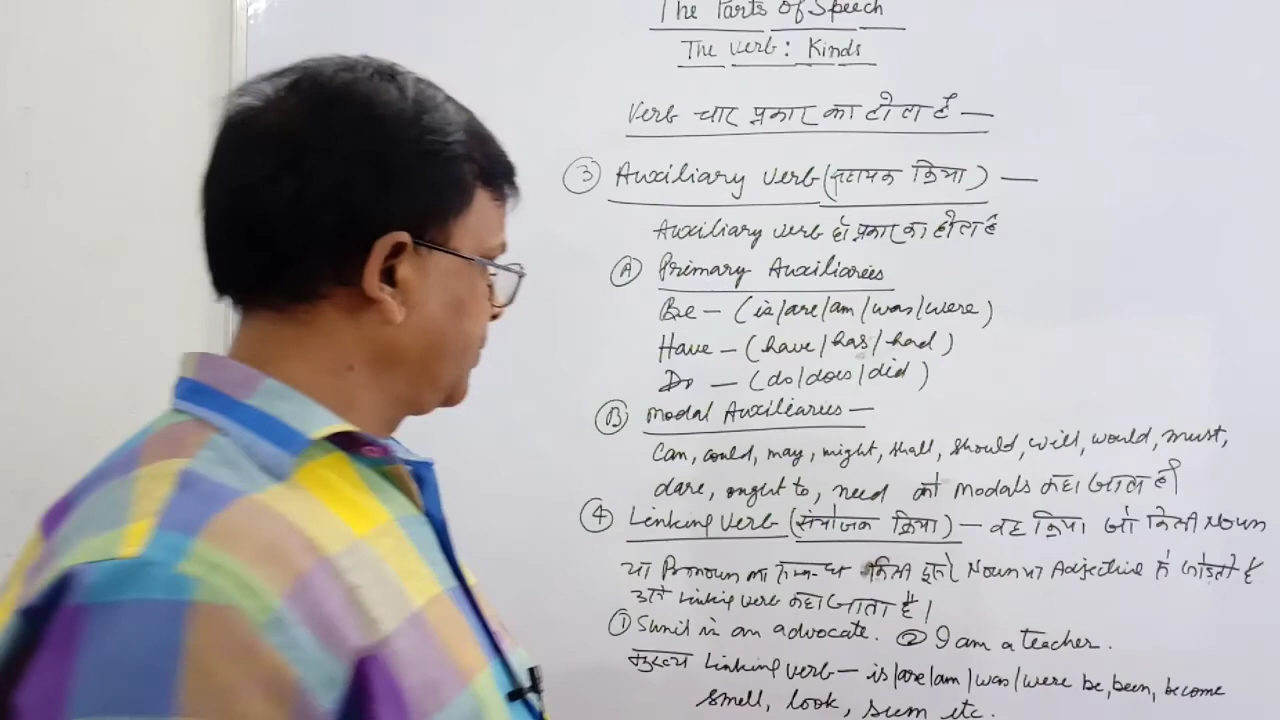 The Parts Of Speech
The Verb: Kinds
Verb चार प्रकार का होता है —
③ Auxiliary Verb (सहायक क्रिया) —
Auxiliary verb दो प्रकार का होता है
Ⓐ Primary Auxiliaries
Be — (is/are/am/was/were)
Have — (have/has/had)
Do — (do/does/did)
Ⓑ Modal Auxiliaries —
Can, could, may, might, shall, should, will, would, must,
dare, ought to, need को Modals कहा जाता है
④ Linking Verb (संयोजक क्रिया) — वह क्रिया जो किसी Noun
या Pronoun का सम्बन्ध किसी दूसरे Noun या Adjective से जोड़ती है
उसे Linking verb कहा जाता है।
① Sunil is an advocate. ② I am a teacher.
मुख्य Linking verb — is/are/am/was/were be, been, become
smell, look, seem etc.